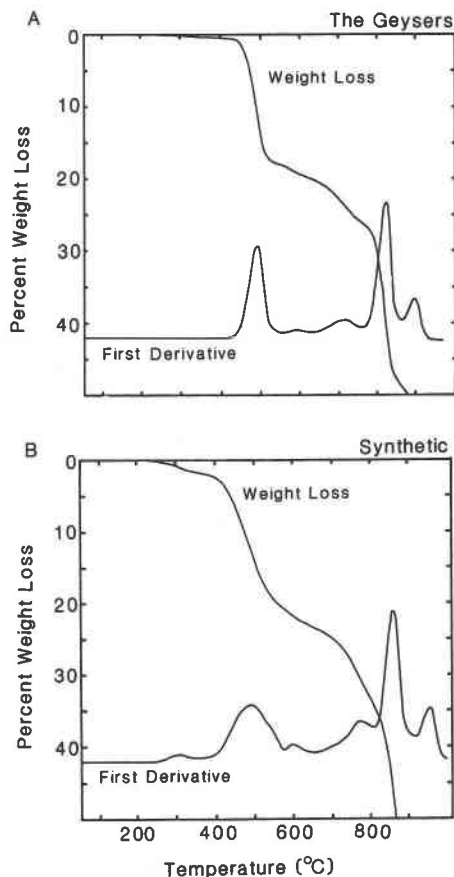 A
The Geysers
0
10
20
30
40
Percent Weight Loss
Weight Loss
First Derivative
B
Synthetic
0
10
20
30
40
Percent Weight Loss
Weight Loss
First Derivative
200 400 600 800
Temperature (°C)